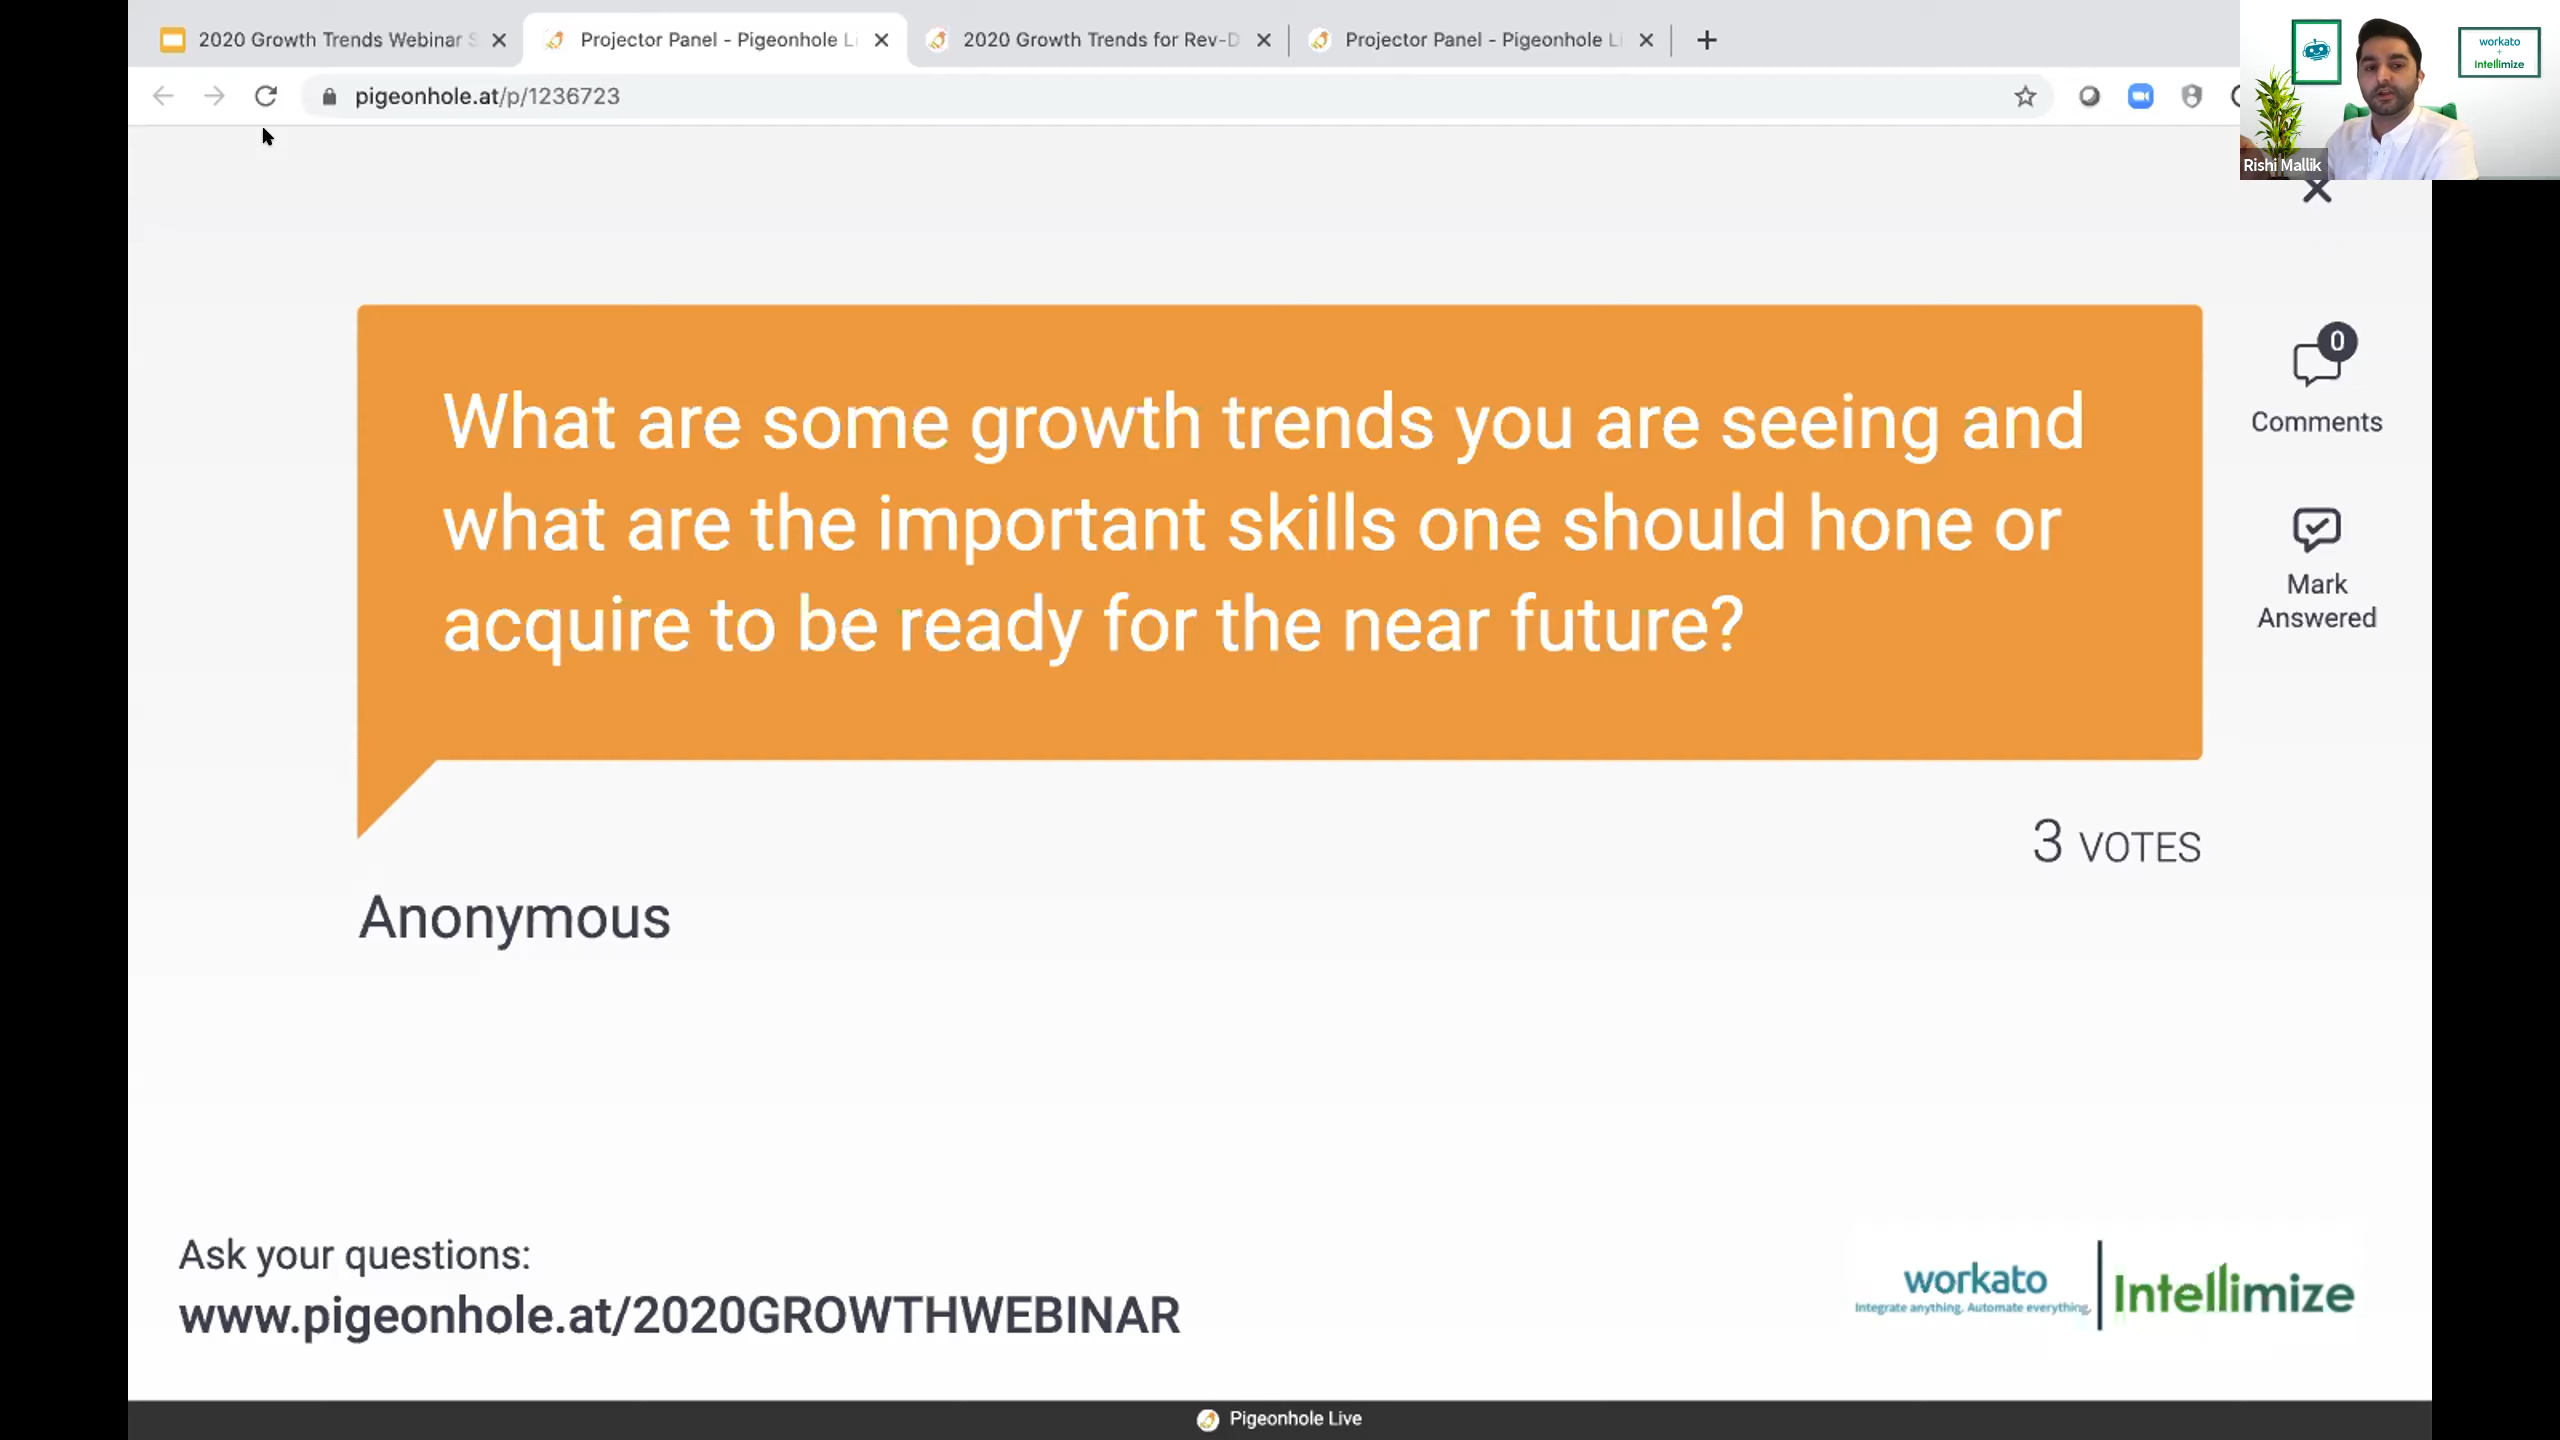 2020 Growth Trends Webinar S
Projector Panel - Pigeonhole Li
2020 Growth Trends for Rev-D
Projector Panel - Pigeonhole Li
pigeonhole.at/p/1236723
workato
+
Intellimize
Rishi Mallik
What are some growth trends you are seeing and
what are the important skills one should hone or
acquire to be ready for the near future?
0
Comments
Mark
Answered
3 VOTES
Anonymous
Ask your questions:
www.pigeonhole.at/2020GROWTHWEBINAR
workato
Integrate anything. Automate everything.
Intellimize
Pigeonhole Live